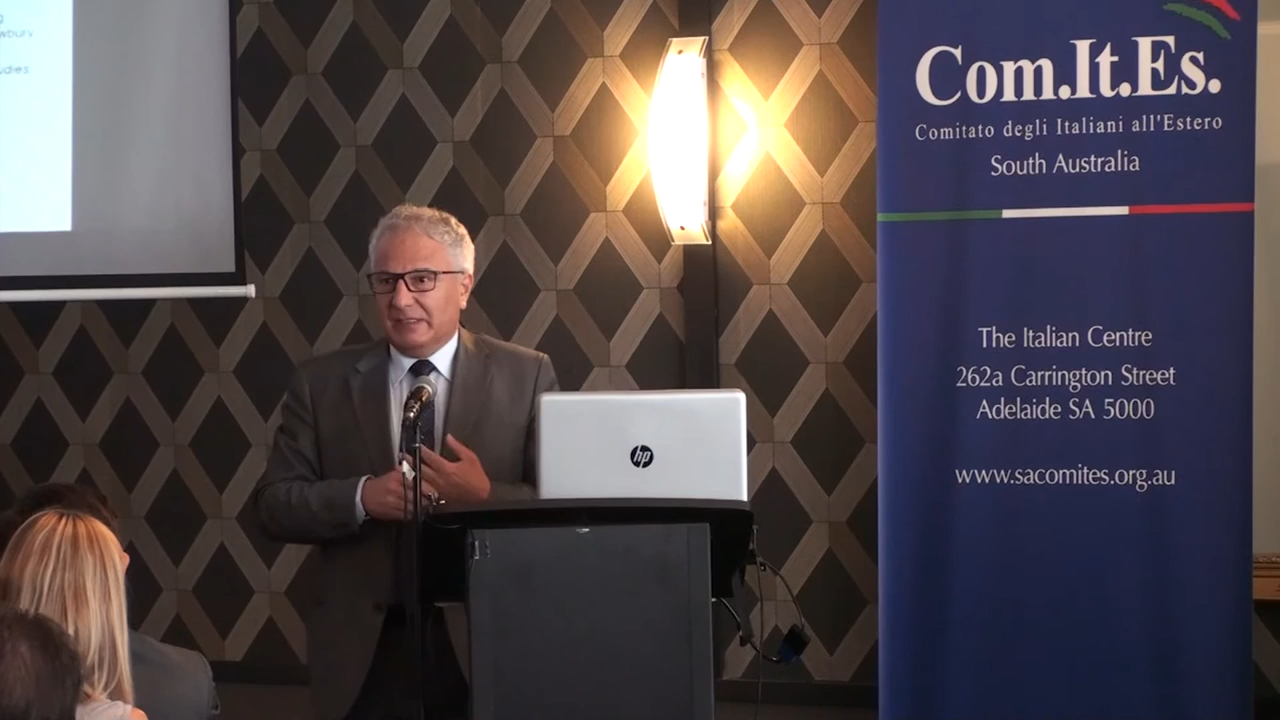 Com.It.Es.
Comitato degli Italiani all'Estero
South Australia
The Italian Centre
262a Carrington Street
Adelaide SA 5000
www.sacomites.org.au
hp